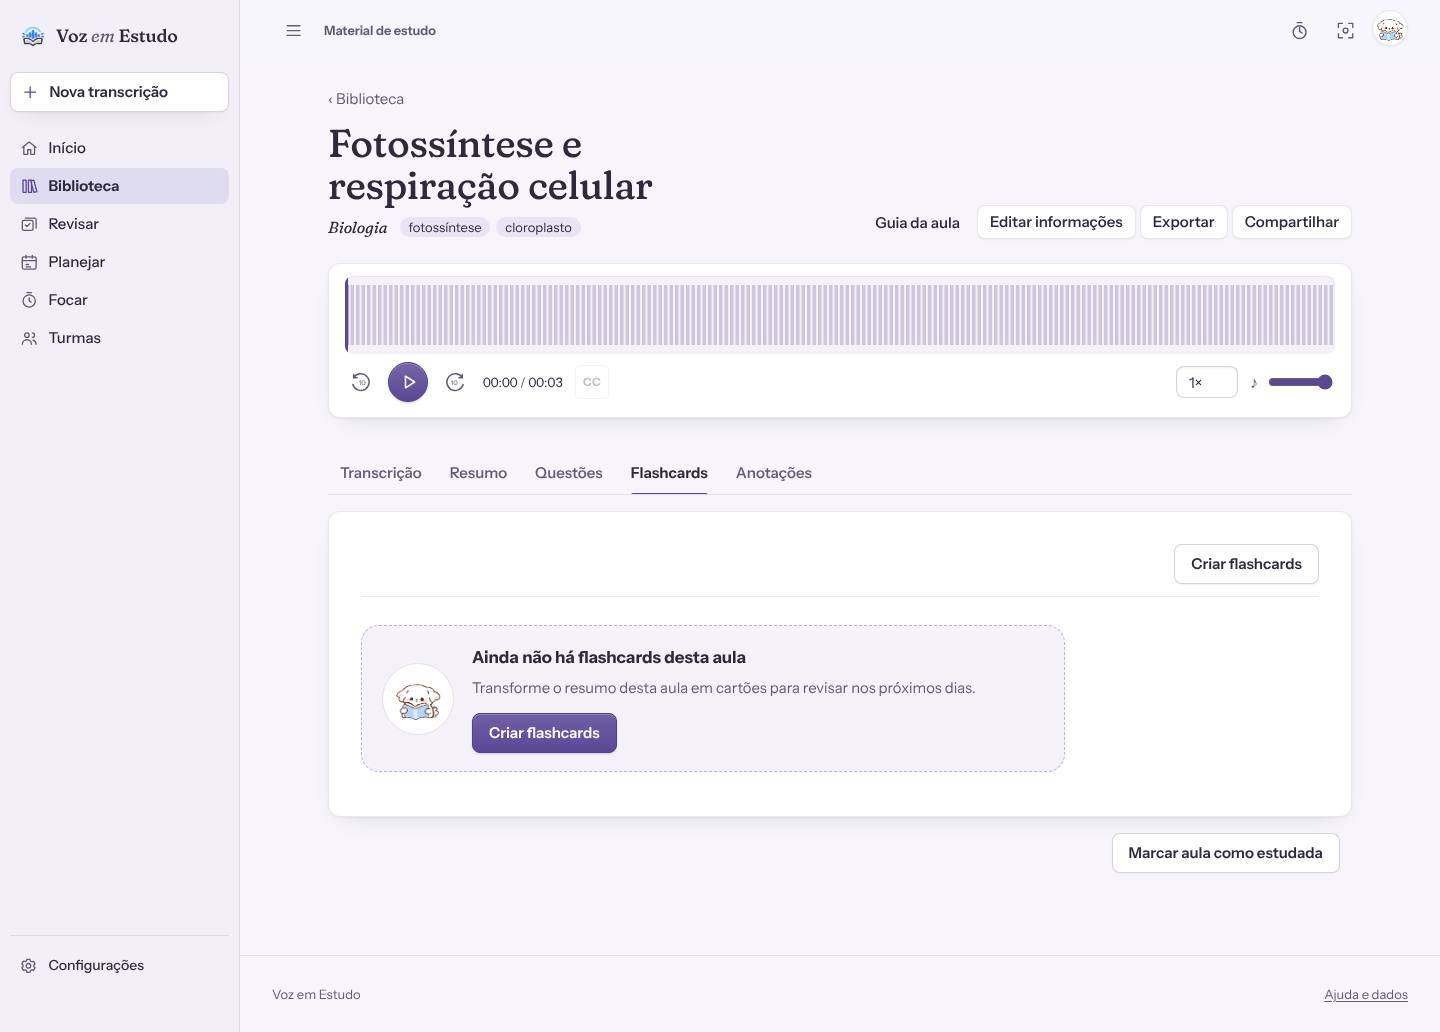 Voz em Estudo
Nova transcrição
Início
Biblioteca
Revisar
Planejar
Focar
Turmas
Configurações
Material de estudo
‹ Biblioteca
Fotossíntese e
respiração celular
Biologia fotossíntese cloroplasto
Guia da aula Editar informações Exportar Compartilhar
10 10 00:00 / 00:03 CC 1× ♪
Transcrição Resumo Questões Flashcards Anotações
Criar flashcards
Ainda não há flashcards desta aula
Transforme o resumo desta aula em cartões para revisar nos próximos dias.
Criar flashcards
Marcar aula como estudada
Voz em Estudo Ajuda e dados